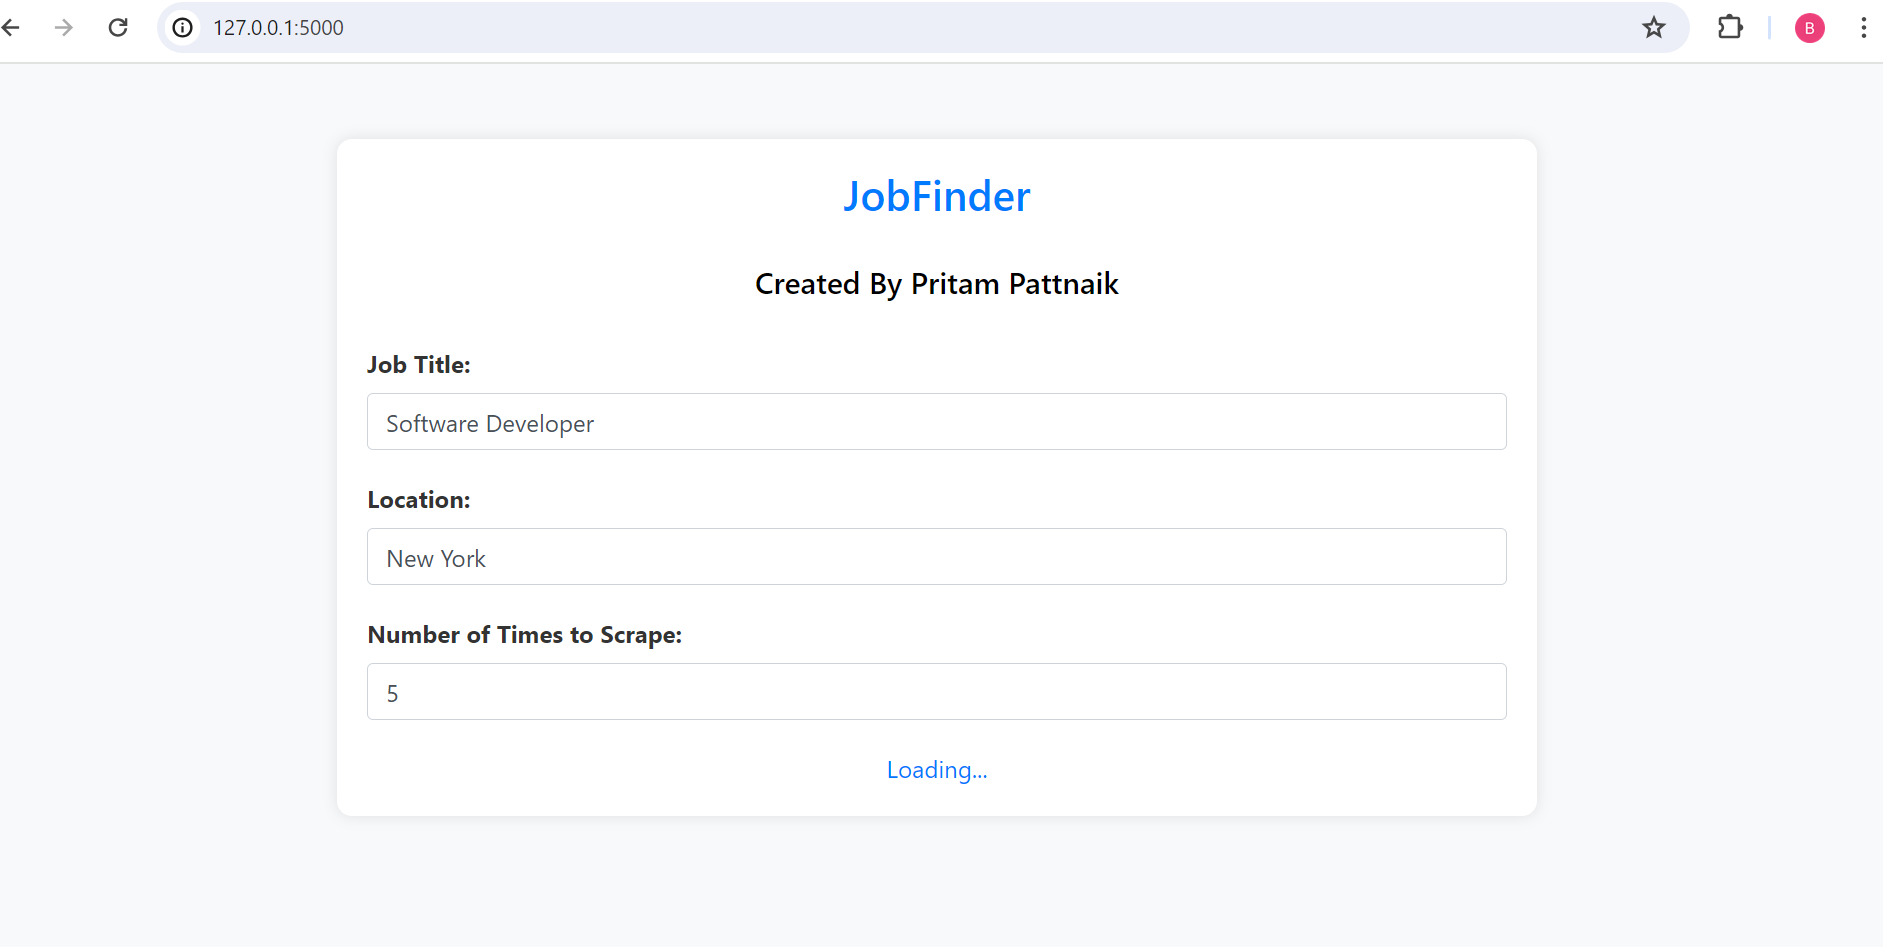 127.0.0.1:5000
B
JobFinder
Created By Pritam Pattnaik
Job Title:
Software Developer
Location:
New York
Number of Times to Scrape:
5
Loading...